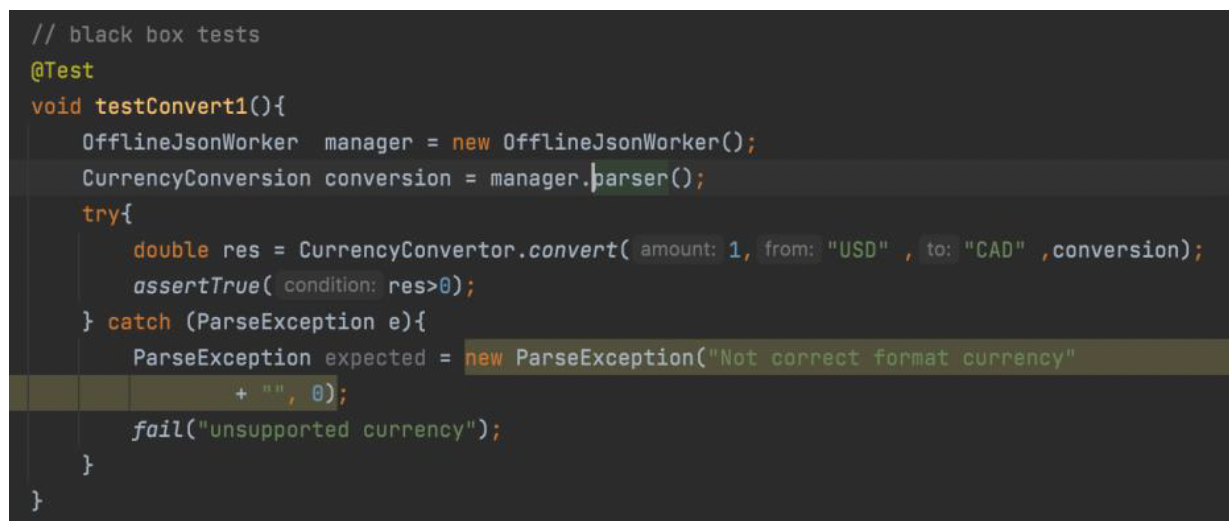 // black box tests
@Test
void testConvert1(){
OfflineJsonWorker  manager = new OfflineJsonWorker();
CurrencyConversion conversion = manager.parser();
try{
double res = CurrencyConvertor.convert( amount: 1, from: "USD" , to: "CAD" ,conversion);
assertTrue( condition: res>0);
} catch (ParseException e){
ParseException expected = new ParseException("Not correct format currency"
+ "", 0);
fail("unsupported currency");
}
}